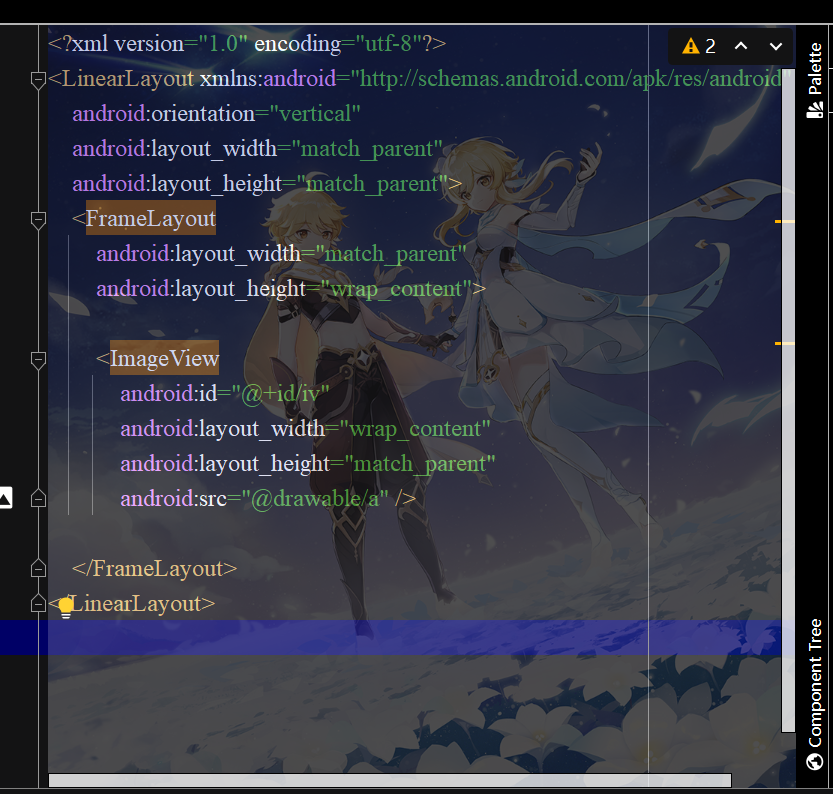 <?xml version="1.0" encoding="utf-8"?>
2
<LinearLayout xmlns:android="http://schemas.android.com/apk/res/android"
android:orientation="vertical"
android:layout_width="match_parent"
android:layout_height="match_parent">
<FrameLayout
android:layout_width="match_parent"
android:layout_height="wrap_content">
<ImageView
android:id="@+id/iv"
android:layout_width="wrap_content"
android:layout_height="match_parent"
android:src="@drawable/a" />
</FrameLayout>
</LinearLayout>
Palette
Component Tree